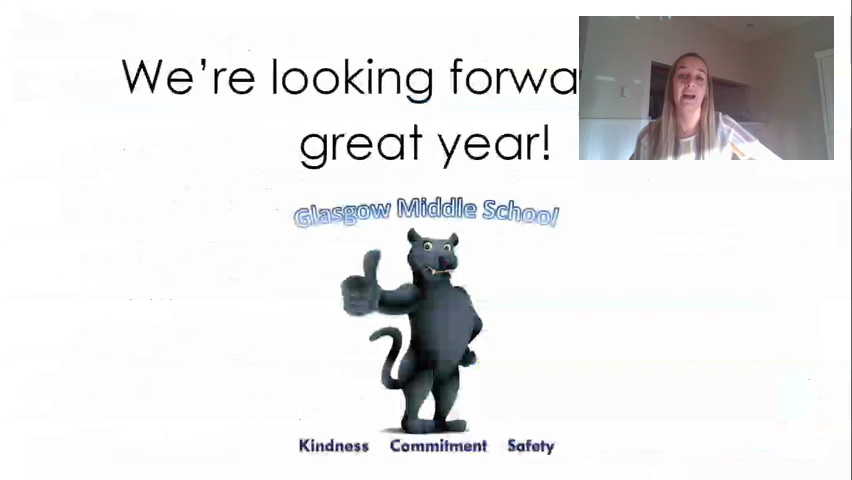 We're looking forwa
great year!
Glasgow Middle School
Kindness Commitment Safety